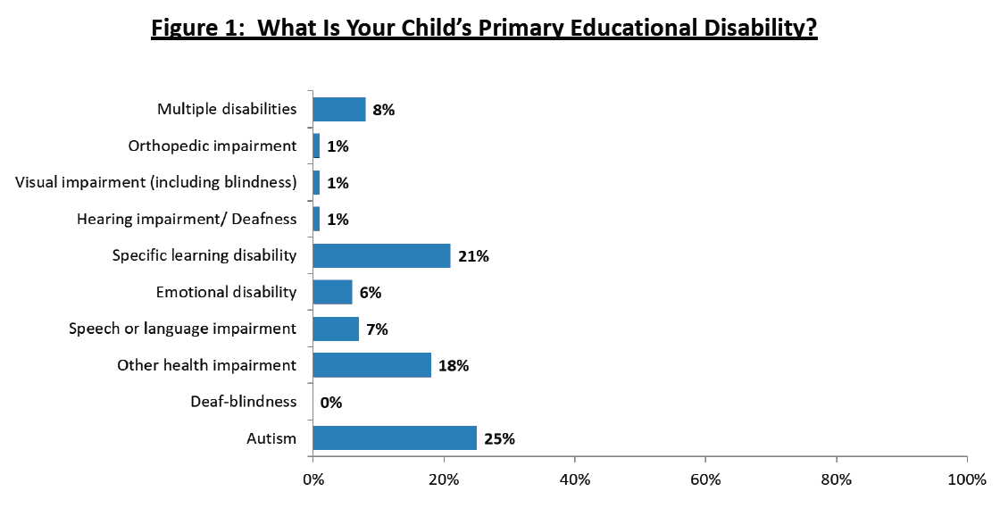 Figure 1:  What Is Your Child’s Primary Educational Disability?
Multiple disabilities 8%
Orthopedic impairment 1%
Visual impairment (including blindness) 1%
Hearing impairment/ Deafness 1%
Specific learning disability 21%
Emotional disability 6%
Speech or language impairment 7%
Other health impairment 18%
Deaf-blindness 0%
Autism 25%
0% 20% 40% 60% 80% 100%